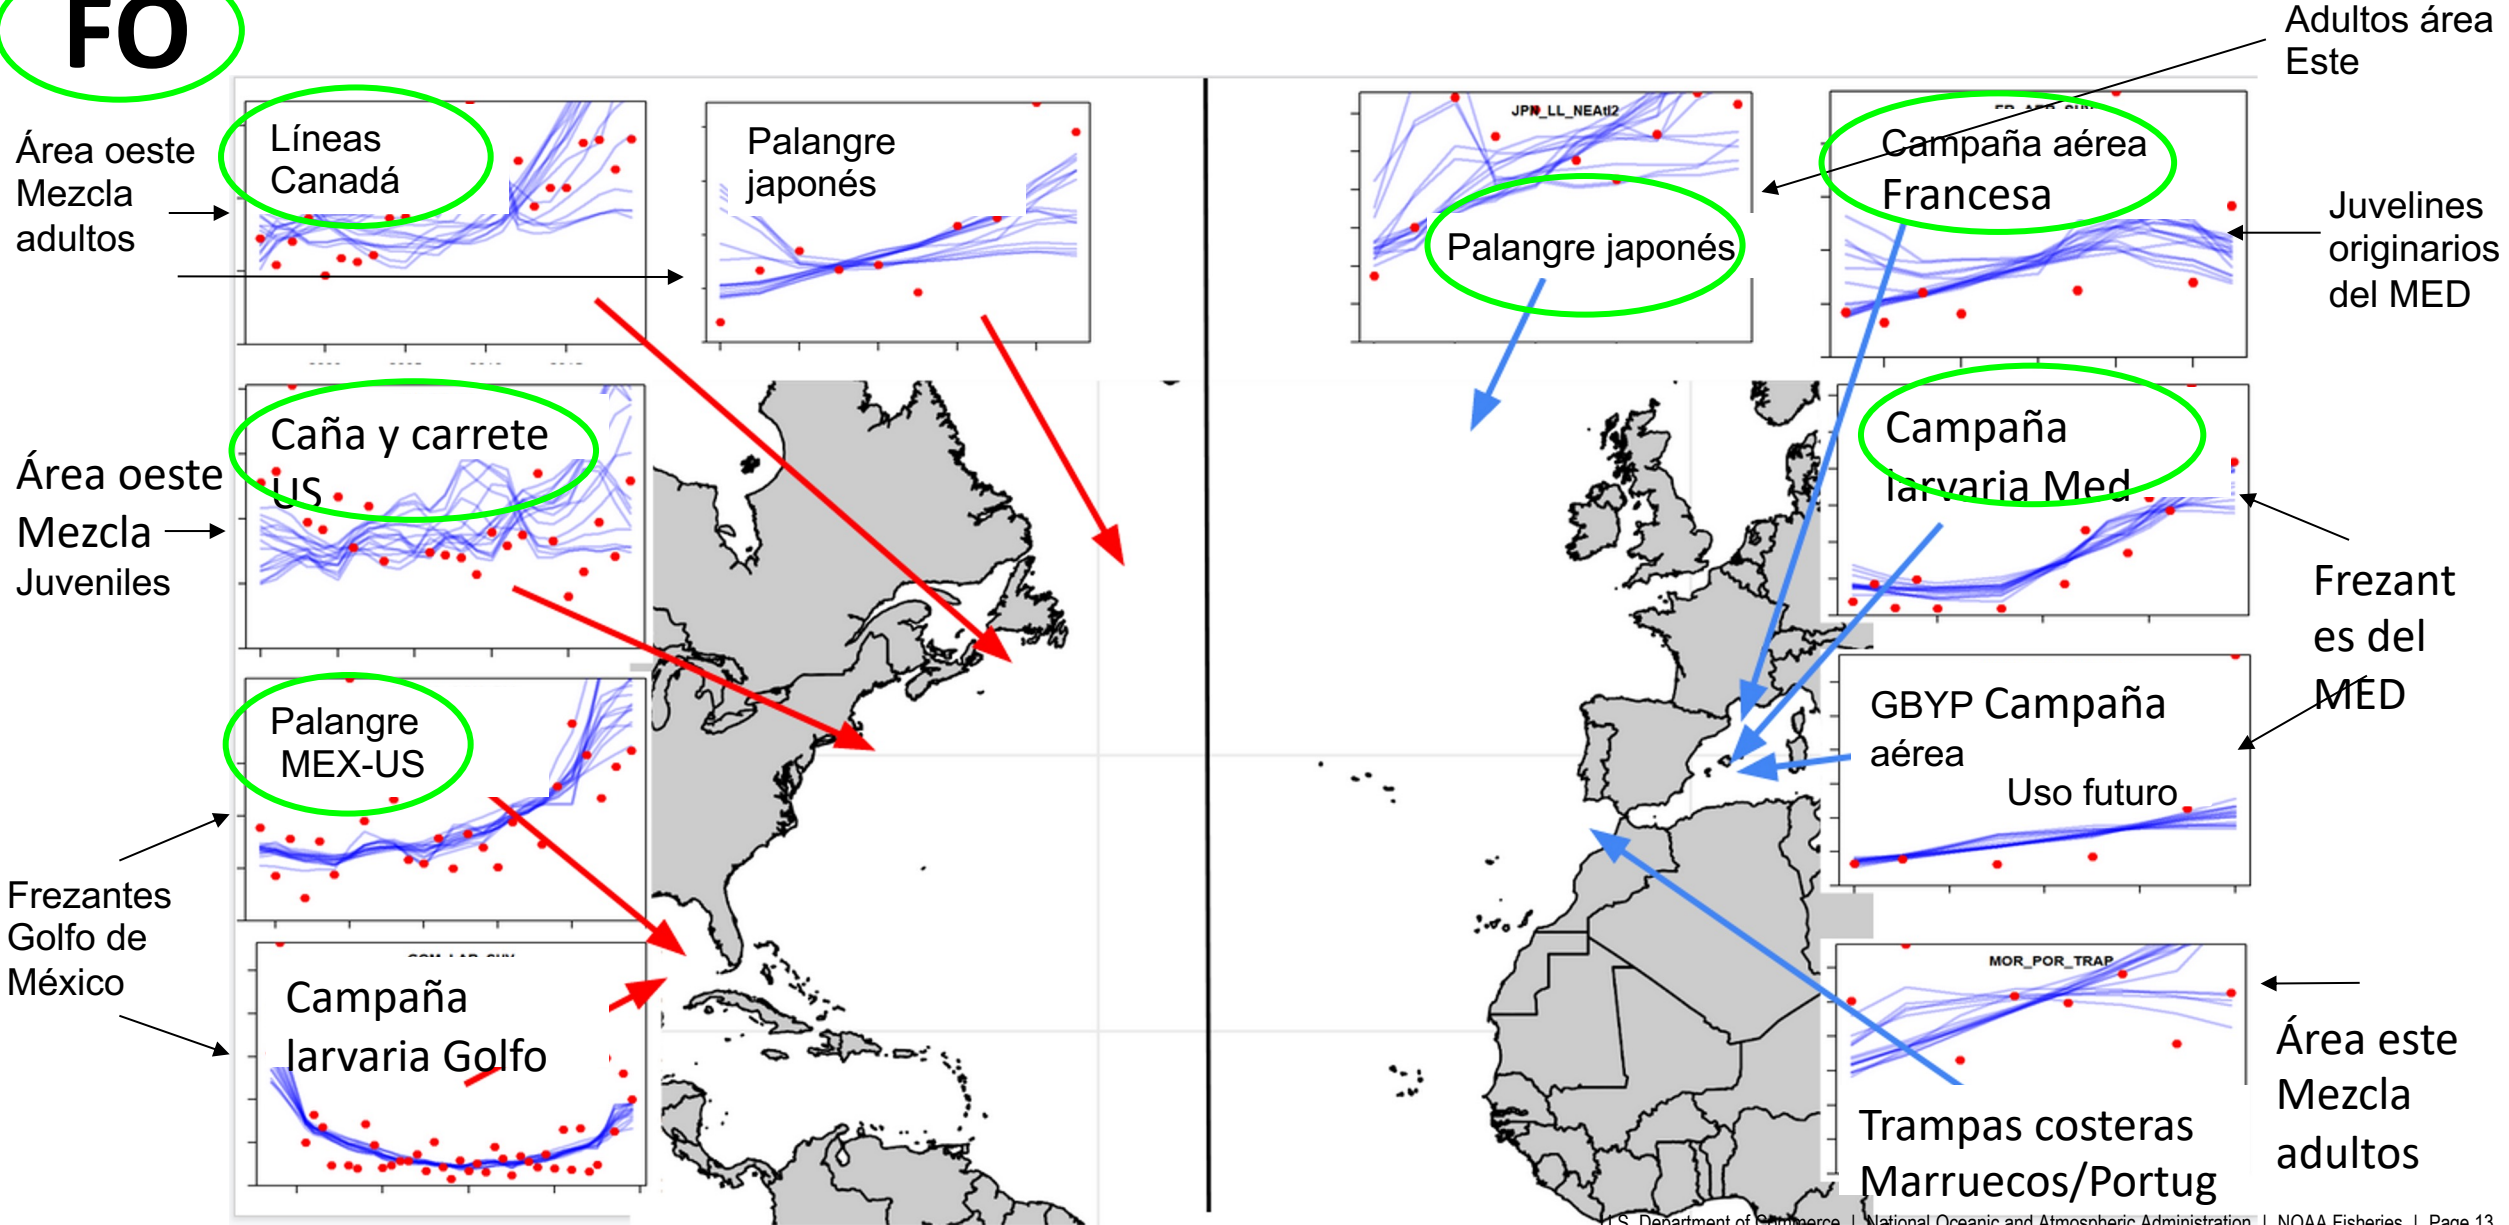 FO
Adultos área
Este
Área oeste
Mezcla
adultos
Líneas
Canadá
Palangre
japonés
JPN_LL_NEAtl2
Palangre japonés
Campaña aérea
Francesa
Juvelines
originarios
del MED
Área oeste
Mezcla
Juveniles
Caña y carrete
US
Campaña
larvaria Med
Frezant
es del
MED
Palangre
MEX-US
GBYP Campaña
aérea
Uso futuro
Frezantes
Golfo de
México
Campaña
larvaria Golfo
MOR_POR_TRAP
Trampas costeras
Marruecos/Portug
Área este
Mezcla
adultos
U.S. Department of Commerce | National Oceanic and Atmospheric Administration | NOAA Fisheries | Page 13